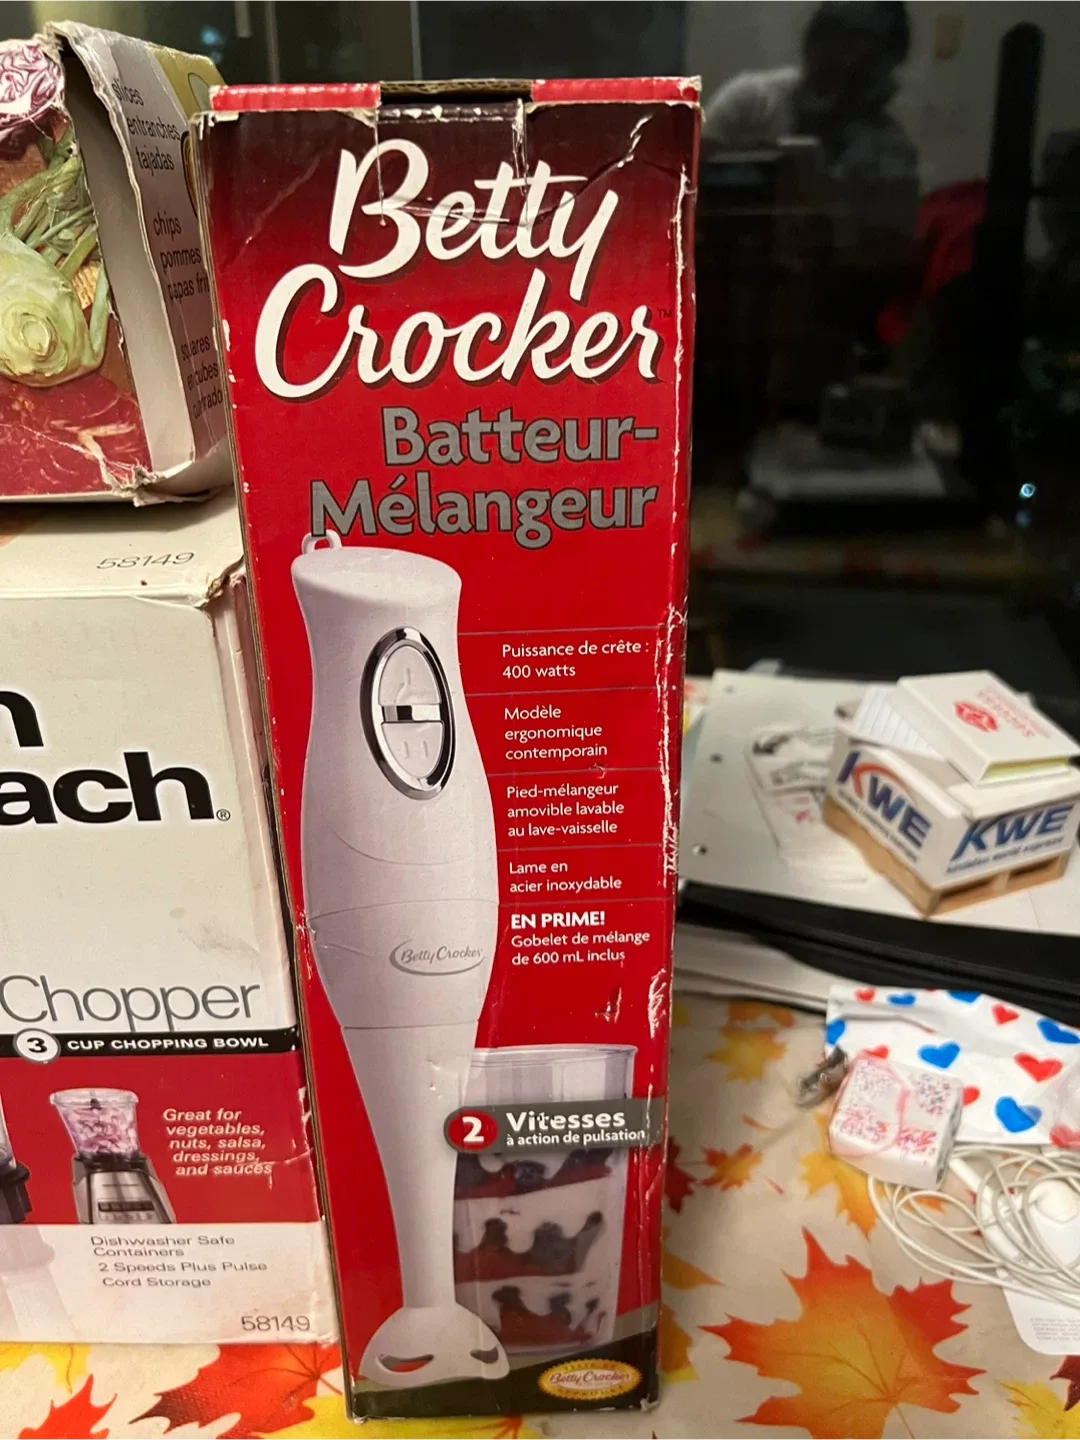 slices
entranches
tajadas
chips
pommes
papas
58149
ach®
Chopper
3 CUP CHOPPING BOWL
Great for
vegetables,
nuts, salsa,
dressings,
and sauces
Dishwasher Safe
Containers
2 Speeds Plus Pulse
Cord Storage
58149
Betty
Crocker™
Batteur-
Mélangeur
Puissance de crête :
400 watts
Modèle
ergonomique
contemporain
Pied-mélangeur
amovible lavable
au lave-vaisselle
Lame en
acier inoxydable
EN PRIME!
Gobelet de mélange
de 600 mL inclus
Betty Crocker
2 Vitesses
à action de pulsation
Betty Crocker
KWE
KWE